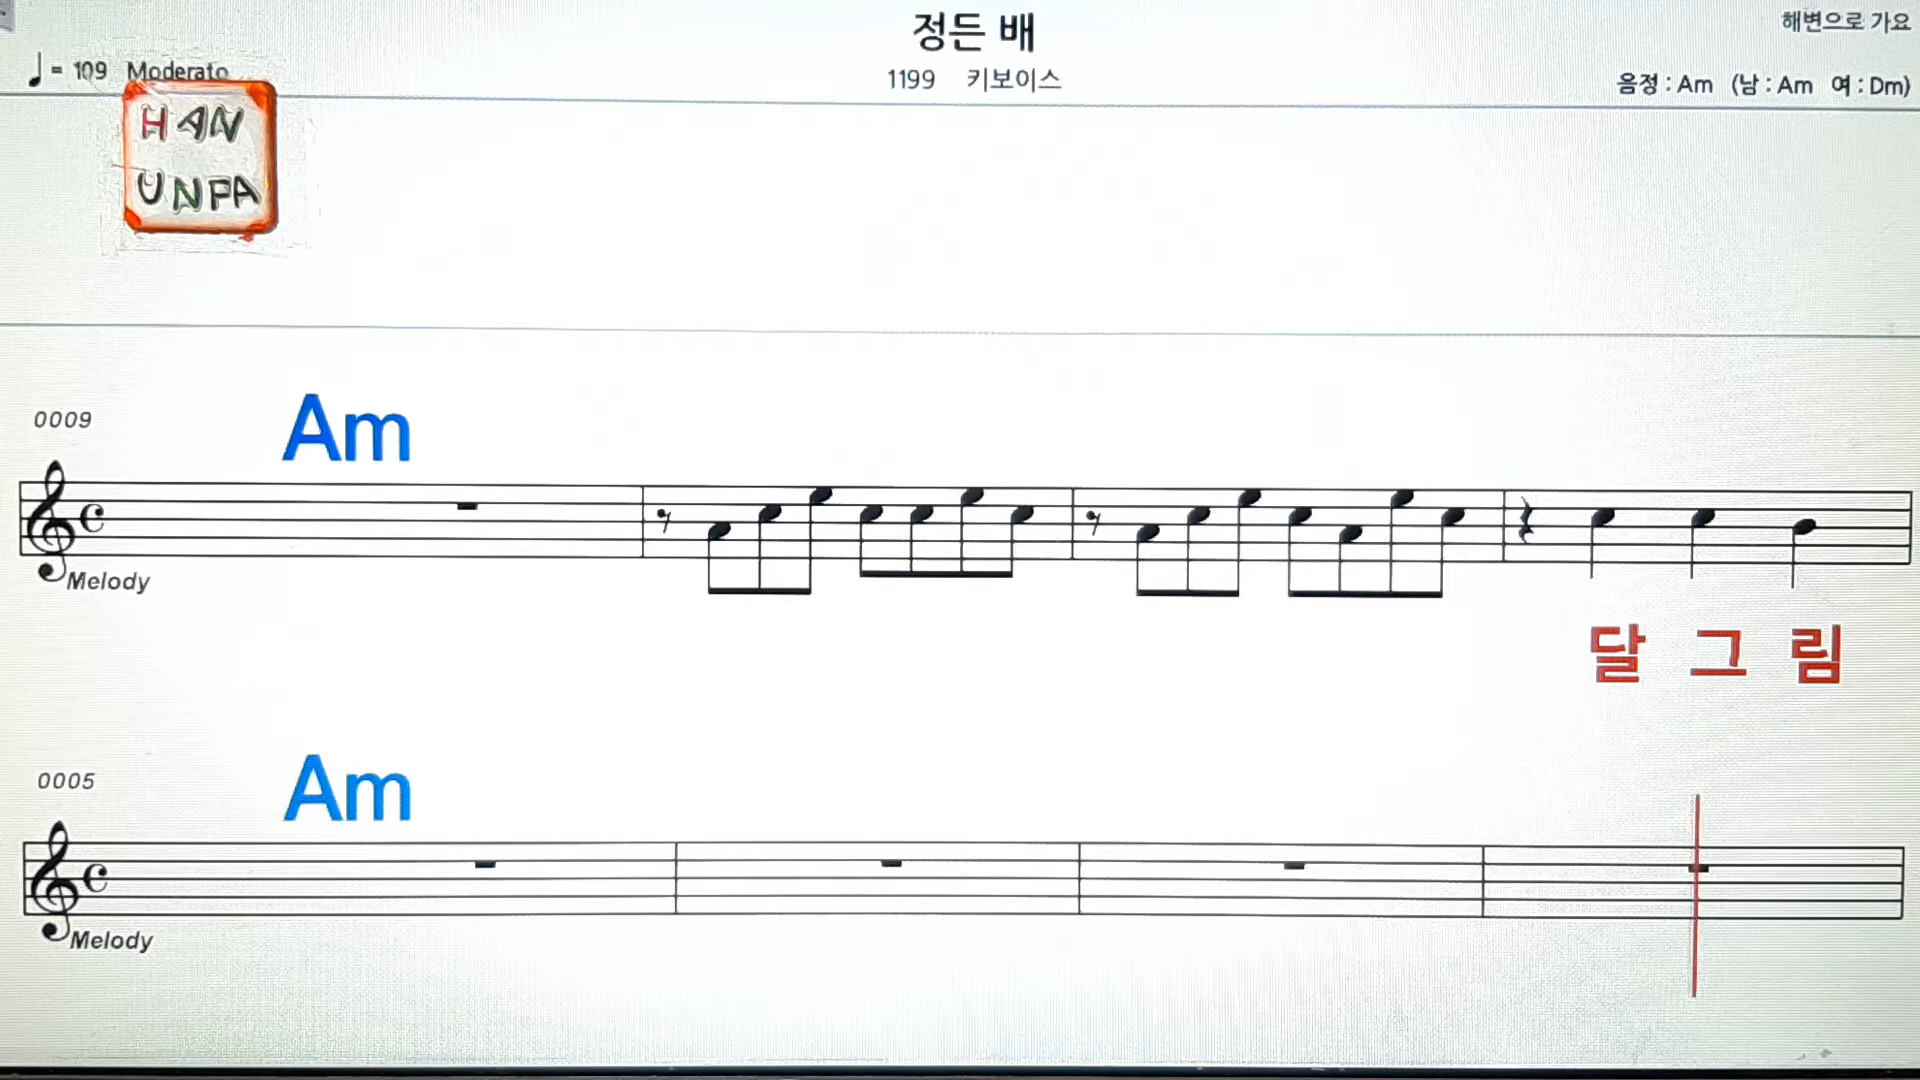 정든 배
해변으로 가요
♩= 109 Moderato
1199 키보이스
음정 : Am (남 : Am 여 : Dm)
HAN
UNPA
0009
Am
Melody
달 그 림
0005
Am
Melody